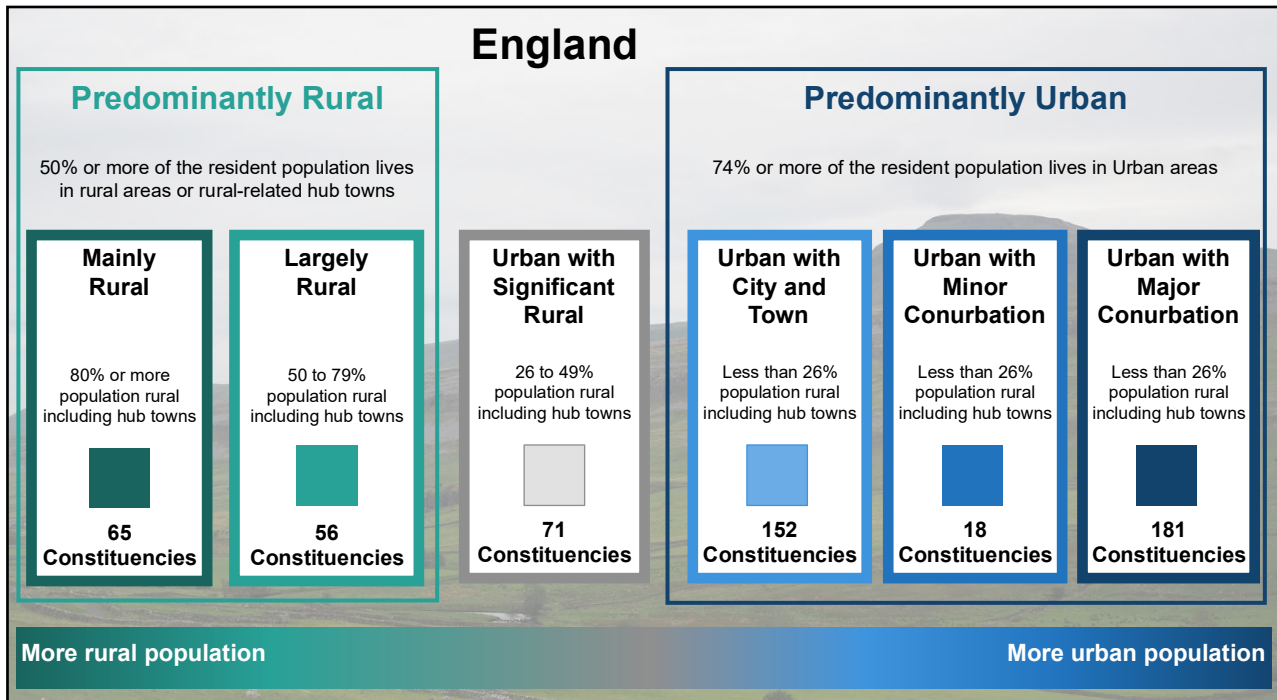 England
Predominantly Rural
50% or more of the resident population lives
in rural areas or rural-related hub towns
Mainly
Rural
80% or more
population rural
including hub towns
65
Constituencies
Largely
Rural
50 to 79%
population rural
including hub towns
56
Constituencies
Urban with
Significant
Rural
26 to 49%
population rural
including hub towns
71
Constituencies
Predominantly Urban
74% or more of the resident population lives in Urban areas
Urban with
City and
Town
Less than 26%
population rural
including hub towns
152
Constituencies
Urban with
Minor
Conurbation
Less than 26%
population rural
including hub towns
18
Constituencies
Urban with
Major
Conurbation
Less than 26%
population rural
including hub towns
181
Constituencies
More rural population
More urban population